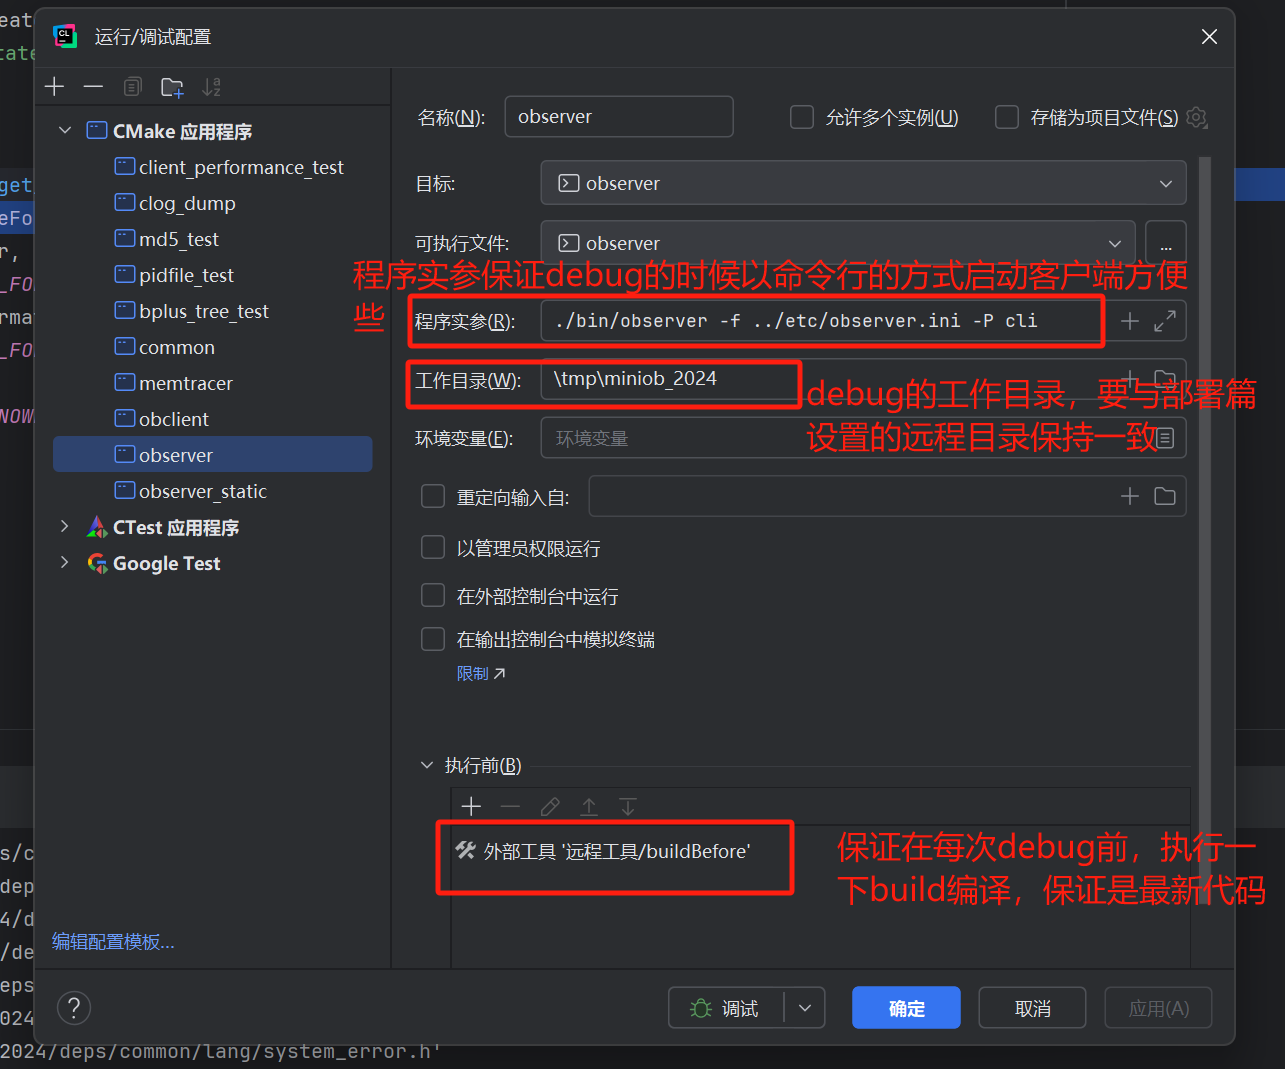 eat
CL
运行/调试配置
tate
CMake 应用程序
名称(N):
observer
允许多个实例(U)
存储为项目文件(S)
client_performance_test
get
目标:
observer
clog_dump
eFo
md5_test
可执行文件:
observer
...
r,
程序实参保证debug的时候以命令行的方式启动客户端方便
些
pidfile_test
_FO
bplus_tree_test
程序实参(R):
./bin/observer -f ../etc/observer.ini -P cli
rma
common
_FO
memtracer
工作目录(W):
\tmp\miniob_2024
debug的工作目录，要与部署篇
设置的远程目录保持一致
obclient
NOW
环境变量(E):
环境变量
observer
observer_static
重定向输入自:
CTest 应用程序
以管理员权限运行
Google Test
在外部控制台中运行
在输出控制台中模拟终端
限制
执行前(B)
外部工具 '远程工具/buildBefore'
保证在每次debug前，执行一
下build编译，保证是最新代码
s/c
dep
4/d
编辑配置模板...
/de
eps
024
?
调试
确定
取消
应用(A)
2024/deps/common/lang/system_error.h'